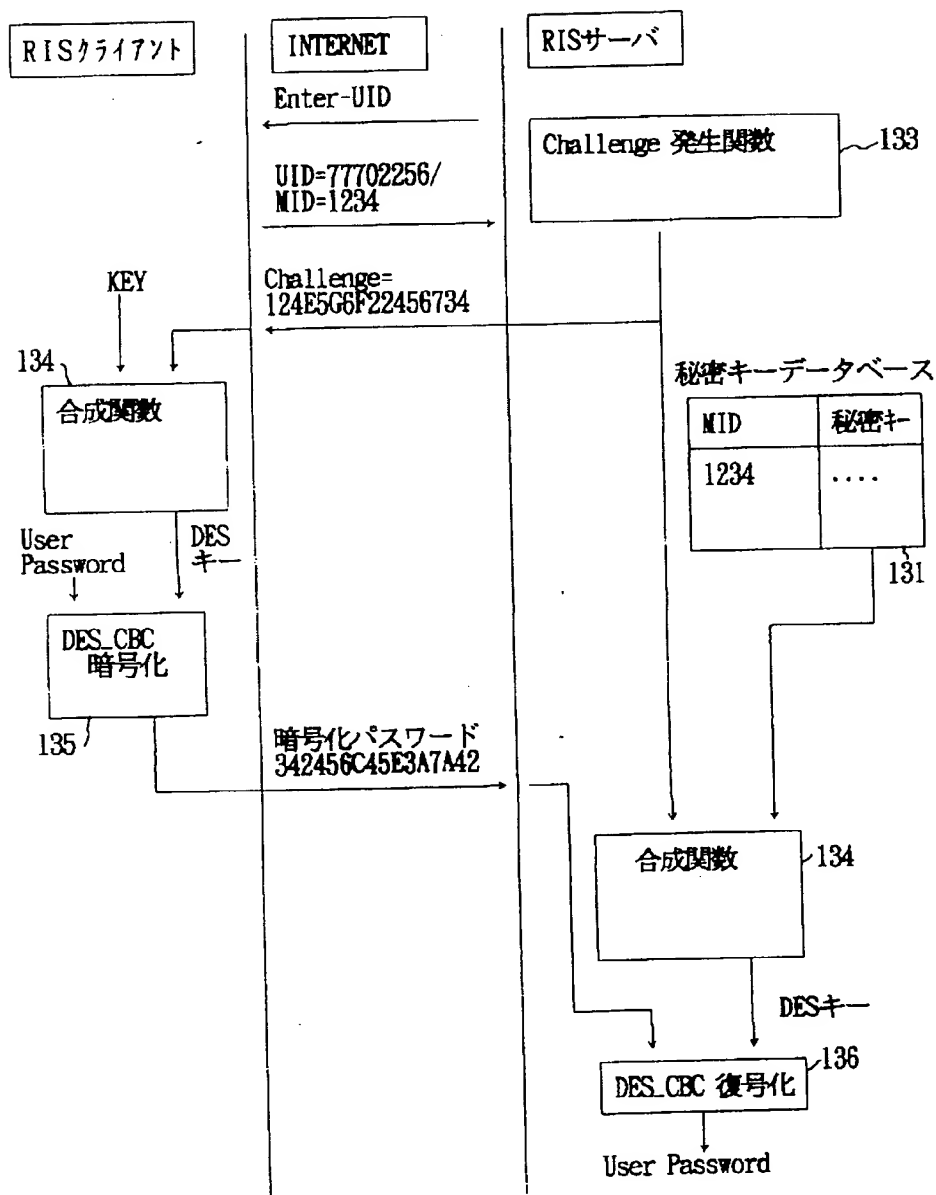 RISクライアント
INTERNET
RISサーバ
Enter-UID
Challenge 発生関数
133
UID=77702256/
MID=1234
Challenge=
124E5G6F22456734
KEY
134
合成関数
秘密キーデータベース
MID
秘密キー
1234
....
131
User
Password
DES
キー
DES_CBC
暗号化
135
暗号化パスワード
342456C45E3A7A42
合成関数
134
DESキー
136
DES_CBC 復号化
User Password